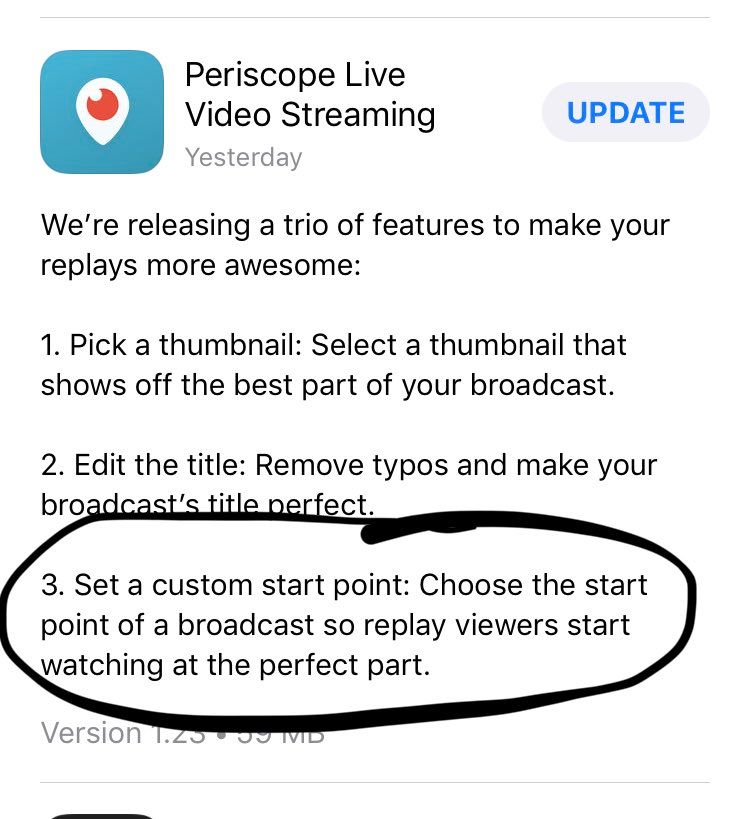 Periscope Live
Video Streaming
UPDATE
Yesterday
We’re releasing a trio of features to make your
replays more awesome:
1. Pick a thumbnail: Select a thumbnail that
shows off the best part of your broadcast.
2. Edit the title: Remove typos and make your
broadcast’s title perfect.
3. Set a custom start point: Choose the start
point of a broadcast so replay viewers start
watching at the perfect part.
Version 1.23 • 59 MB